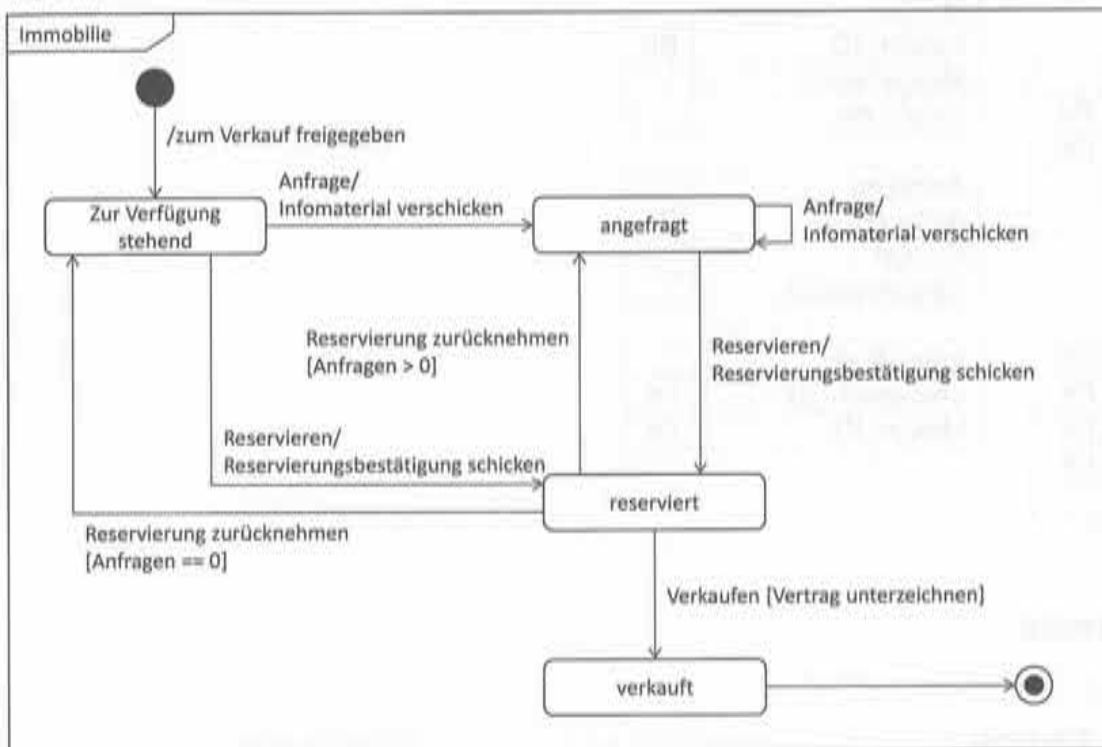 Immobilie
/zum Verkauf freigegeben
Anfrage/
Infomaterial verschicken
Zur Verfügung
stehend
angefragt
Anfrage/
Infomaterial verschicken
Reservierung zurücknehmen
[Anfragen > 0]
Reservieren/
Reservierungsbestätigung schicken
Reservieren/
Reservierungsbestätigung schicken
reserviert
Reservierung zurücknehmen
[Anfragen == 0]
Verkaufen [Vertrag unterzeichnen]
verkauft